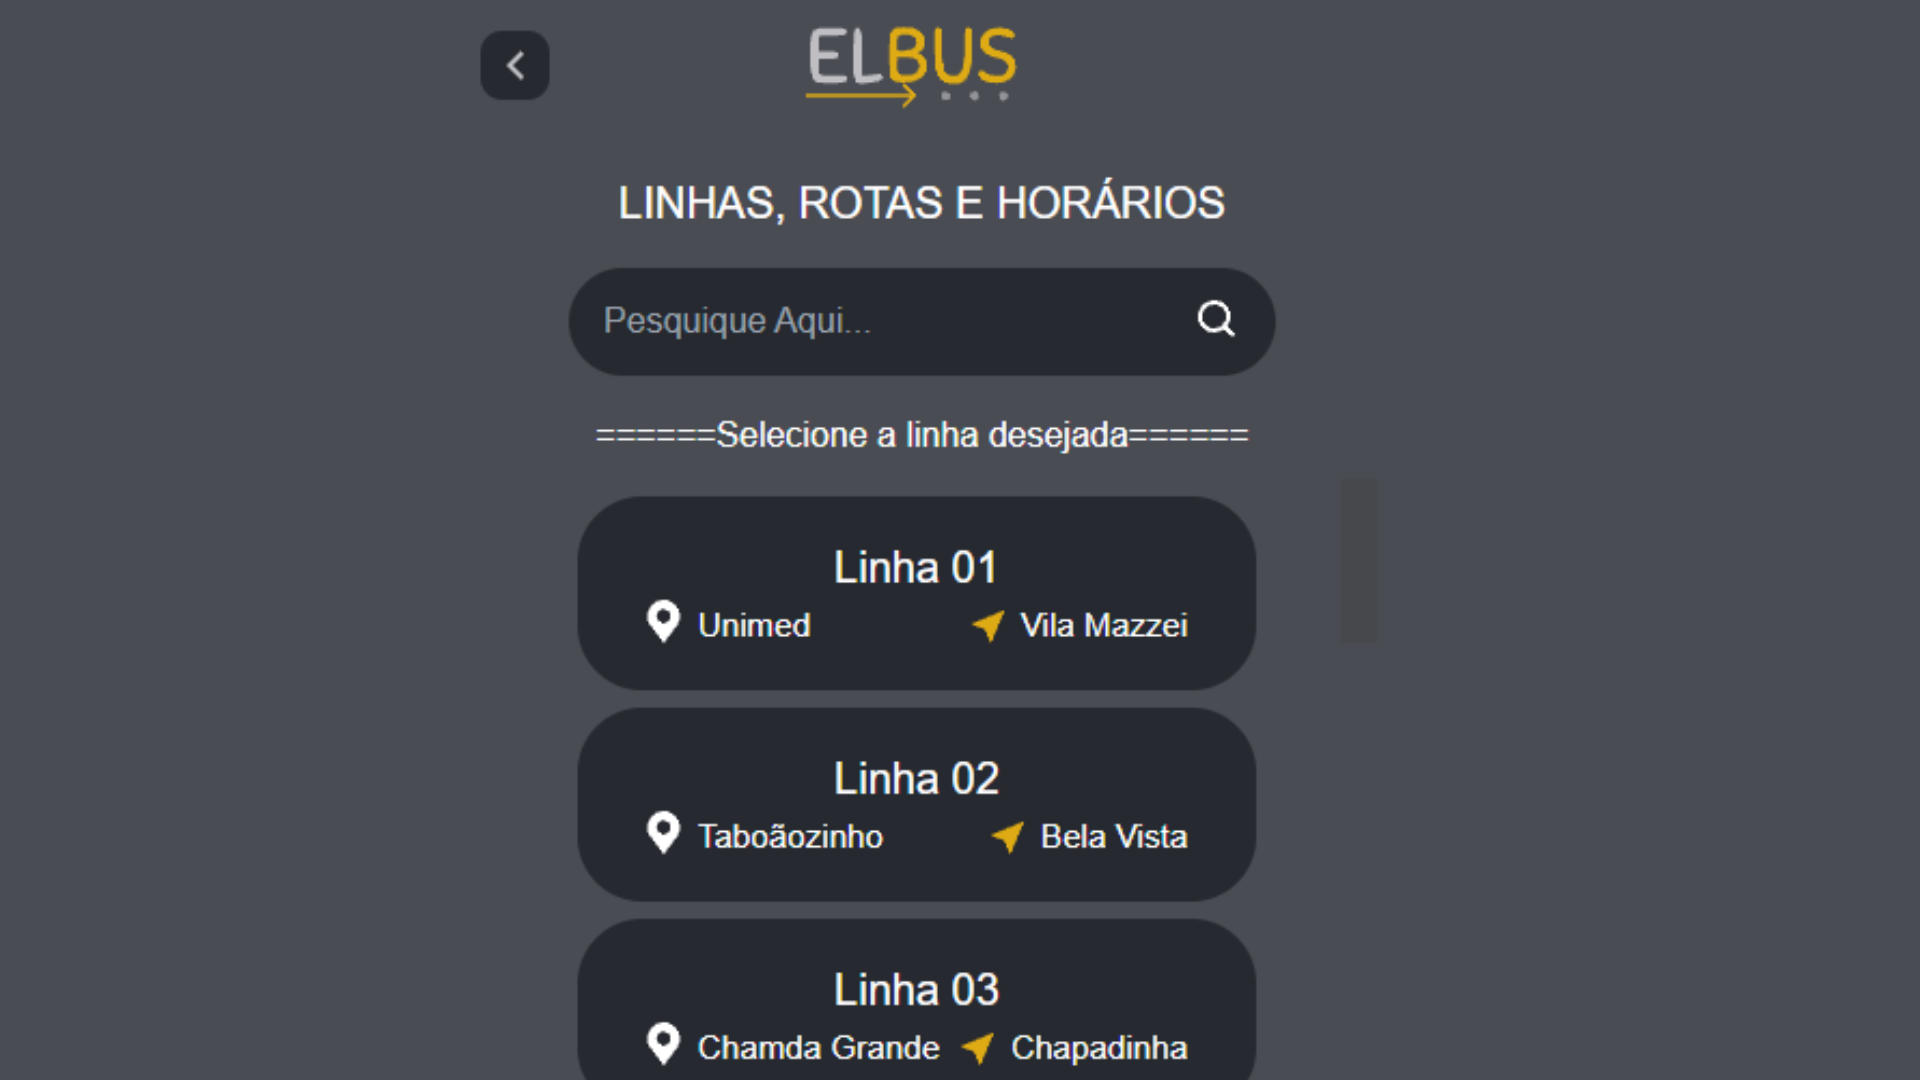 ELBUS
LINHAS, ROTAS E HORÁRIOS
Pesquique Aqui...
======Selecione a linha desejada======
Linha 01
Unimed Vila Mazzei
Linha 02
Taboãozinho Bela Vista
Linha 03
Chamda Grande Chapadinha